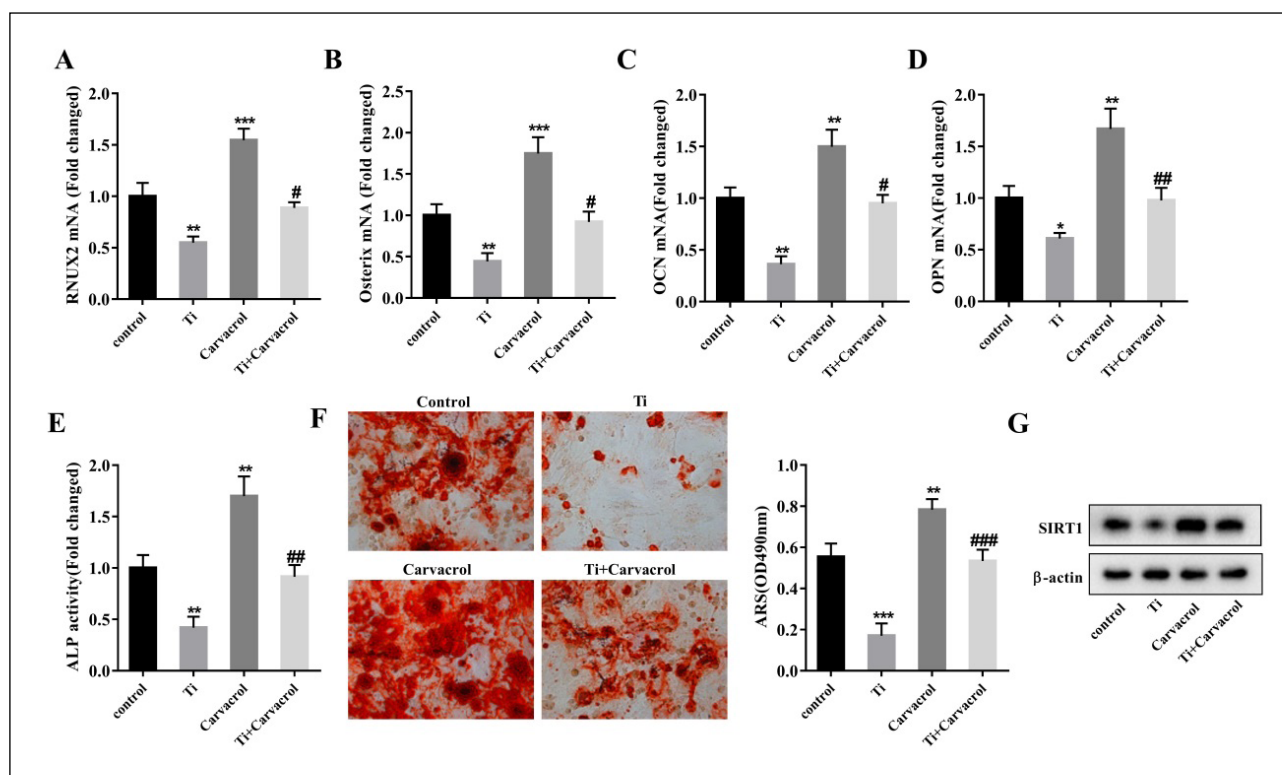 A
RNUX2 mNA (Fold changed)
2.0
1.5
1.0
0.5
0.0
***
**
#
control
Ti
Carvacrol
Ti+Carvacrol
B
Osterix mNA (Fold changed)
2.5
2.0
1.5
1.0
0.5
0.0
***
**
#
control
Ti
Carvacrol
Ti+Carvacrol
C
OCN mNA(Fold changed)
2.0
1.5
1.0
0.5
0.0
**
**
#
control
Ti
Carvacrol
Ti+Carvacrol
D
OPN mNA(Fold changed)
2.0
1.5
1.0
0.5
0.0
**
*
##
control
Ti
Carvacrol
Ti+Carvacrol
E
ALP activity(Fold changed)
2.0
1.5
1.0
0.5
0.0
**
**
##
control
Ti
Carvacrol
Ti+Carvacrol
F
Control
Ti
Carvacrol
Ti+Carvacrol
ARS(OD490nm)
1.0
0.8
0.6
0.4
0.2
0.0
***
**
###
control
Ti
Carvacrol
Ti+Carvacrol
G
SIRT1
β-actin
control
Ti
Carvacrol
Ti+Carvacrol